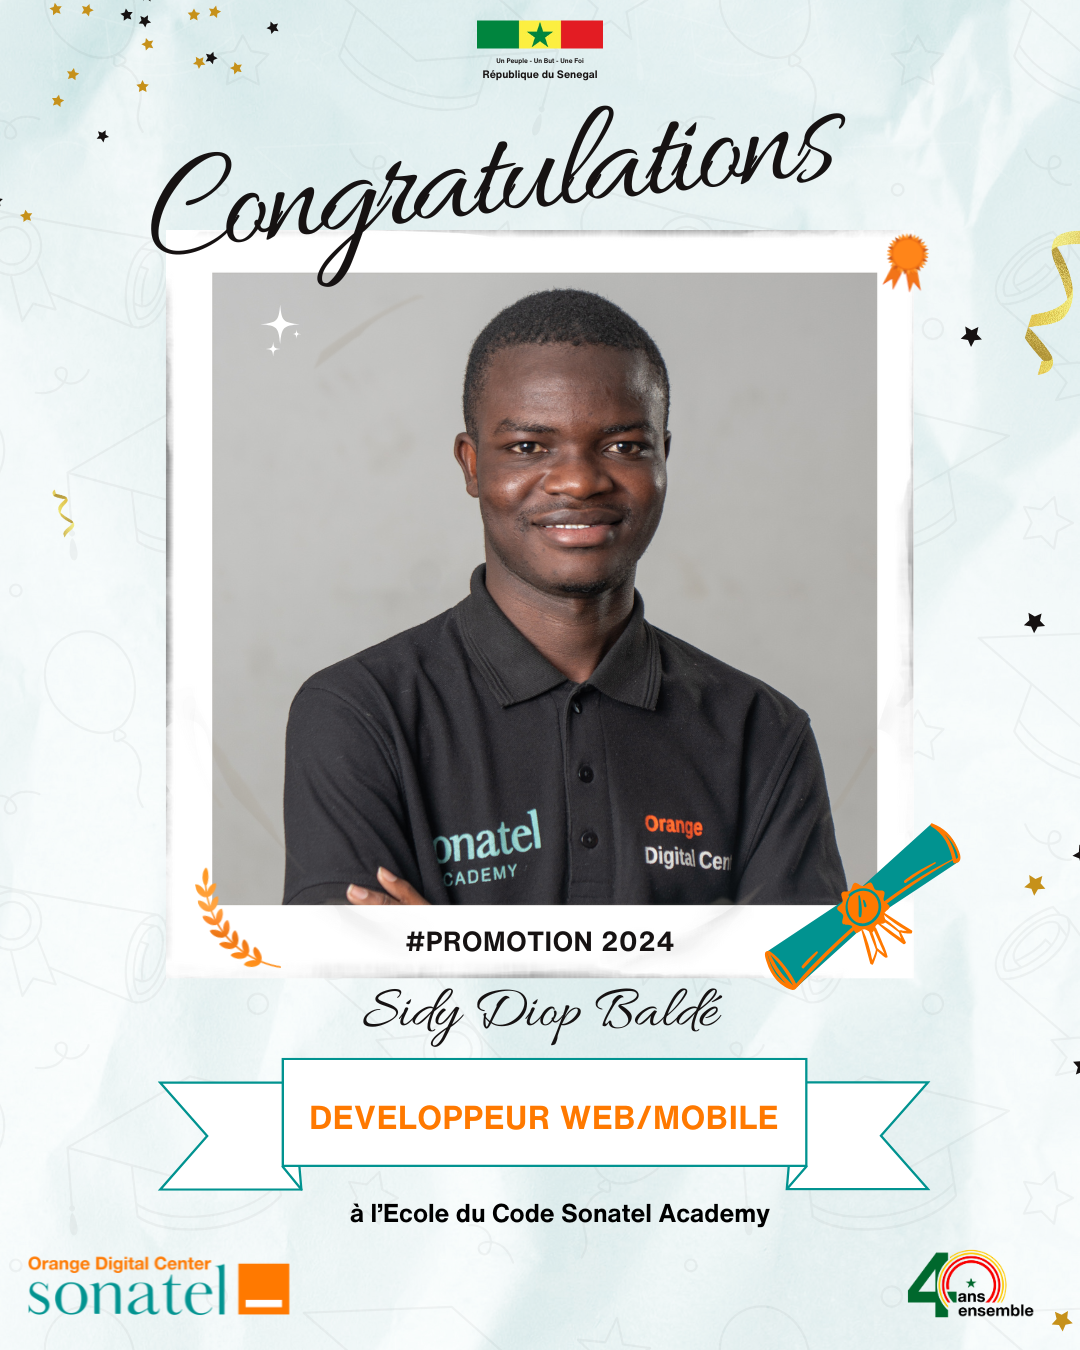 Un Peuple - Un But - Une Foi
République du Senegal
Congratulations
onatel
CADEMY
Orange
Digital Cen
#PROMOTION 2024
Sidy Diop Baldé
DEVELOPPEUR WEB/MOBILE
à l'Ecole du Code Sonatel Academy
Orange Digital Center
sonatel
40
ans
ensemble